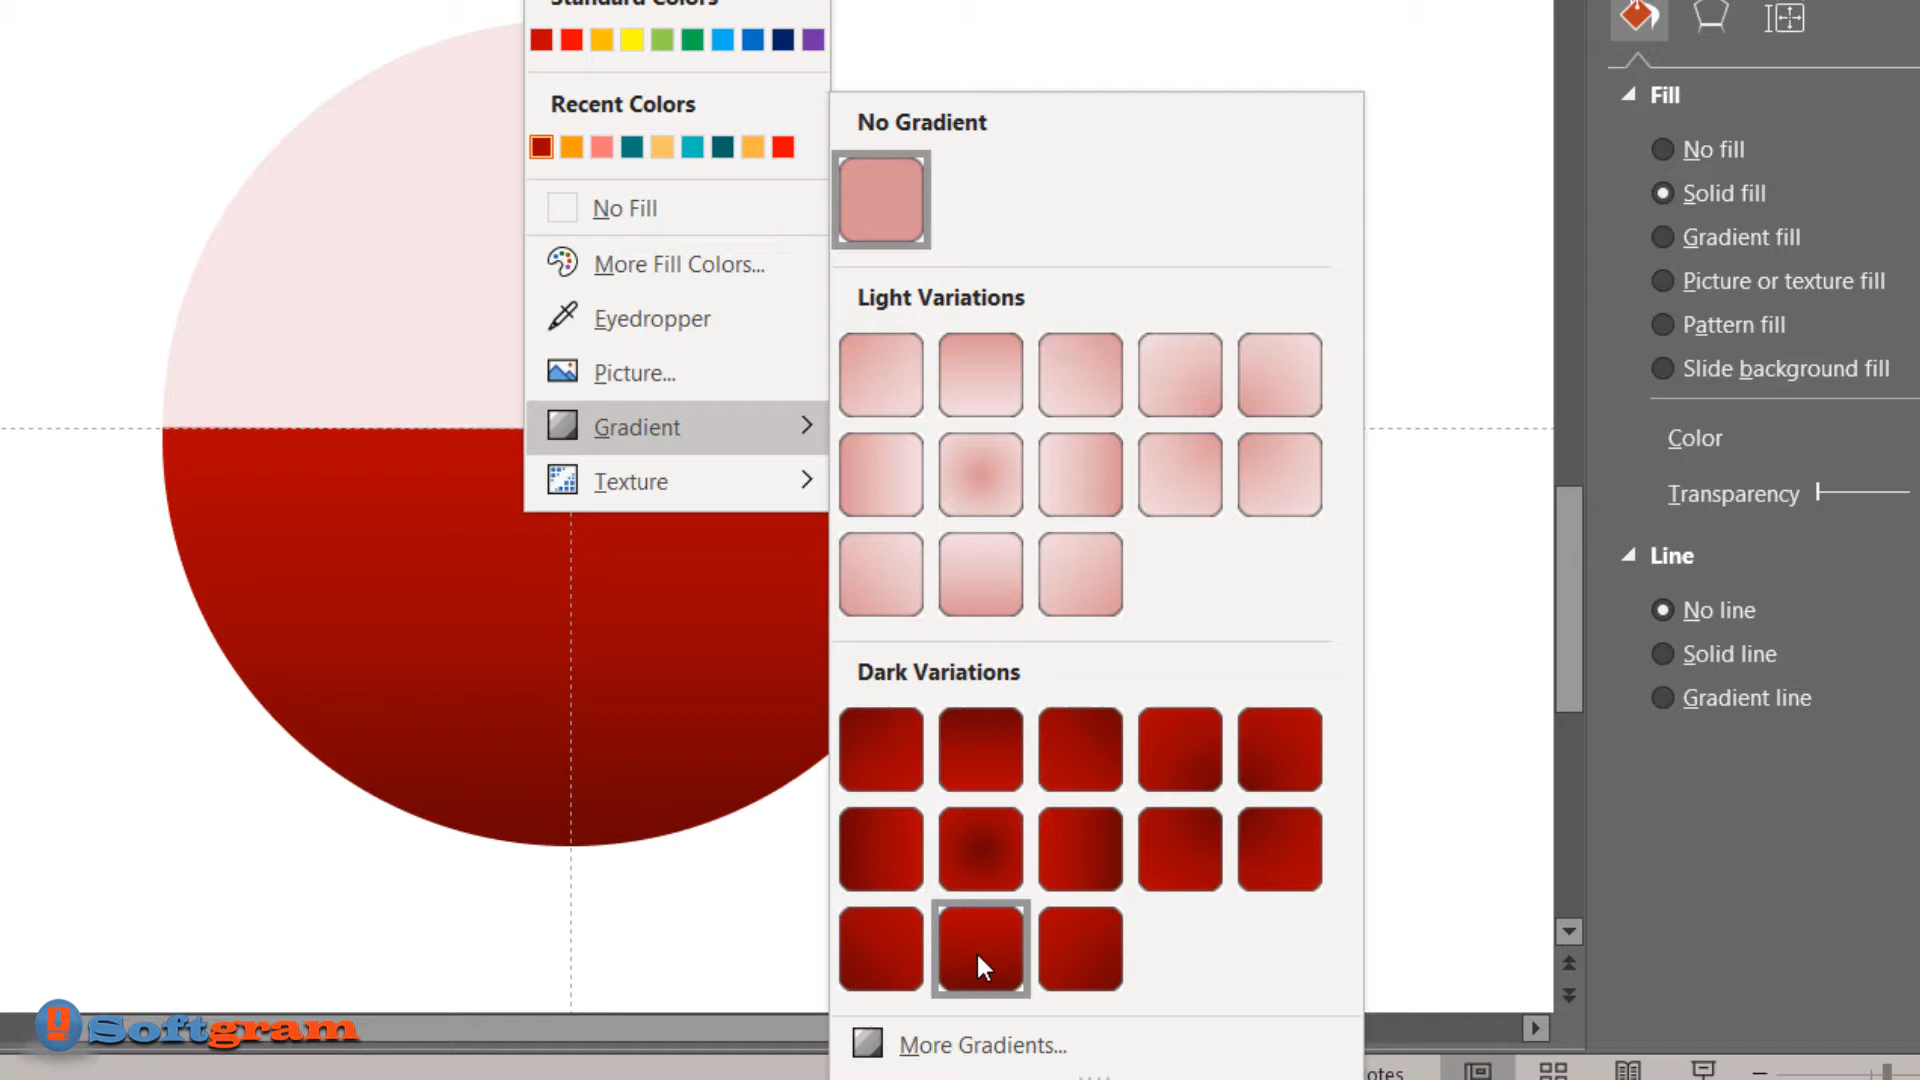 Standard Colors
Recent Colors
No Fill
More Fill Colors...
Eyedropper
Picture...
Gradient
Texture
No Gradient
Light Variations
Dark Variations
More Gradients...
Fill
No fill
Solid fill
Gradient fill
Picture or texture fill
Pattern fill
Slide background fill
Color
Transparency
Line
No line
Solid line
Gradient line
Softgram
otes